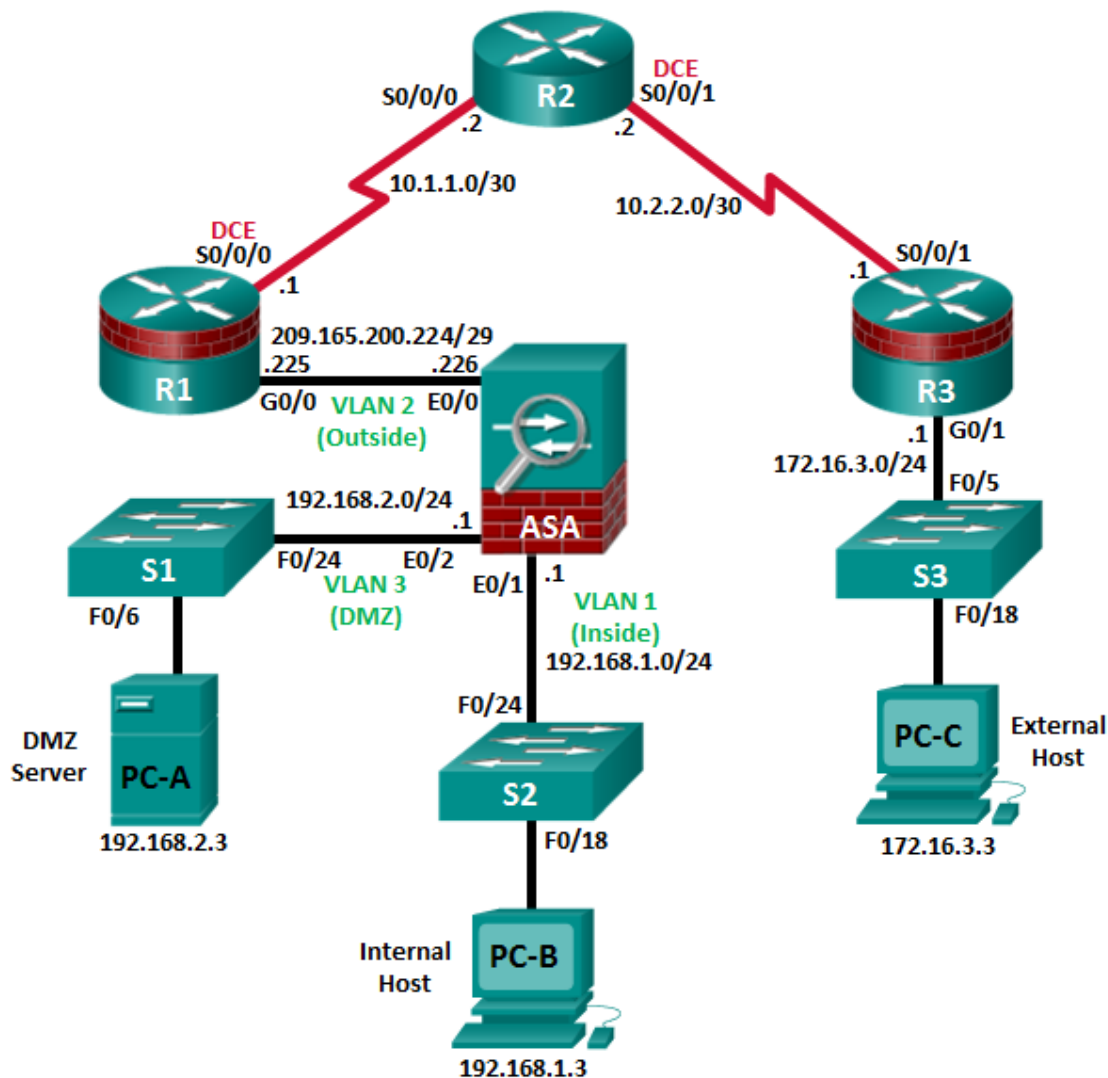 R2
DCE
S0/0/0
S0/0/1
.2
.2
10.1.1.0/30
10.2.2.0/30
DCE
S0/0/0
.1
S0/0/1
.1
209.165.200.224/29
.225
.226
R1
G0/0
E0/0
VLAN 2
(Outside)
R3
.1
G0/1
172.16.3.0/24
F0/5
192.168.2.0/24
.1
ASA
S1
F0/24
E0/2
VLAN 3
(DMZ)
E0/1
.1
VLAN 1
(Inside)
192.168.1.0/24
S3
F0/6
F0/18
F0/24
DMZ
Server
PC-A
192.168.2.3
S2
F0/18
PC-C
External
Host
172.16.3.3
Internal
Host
PC-B
192.168.1.3